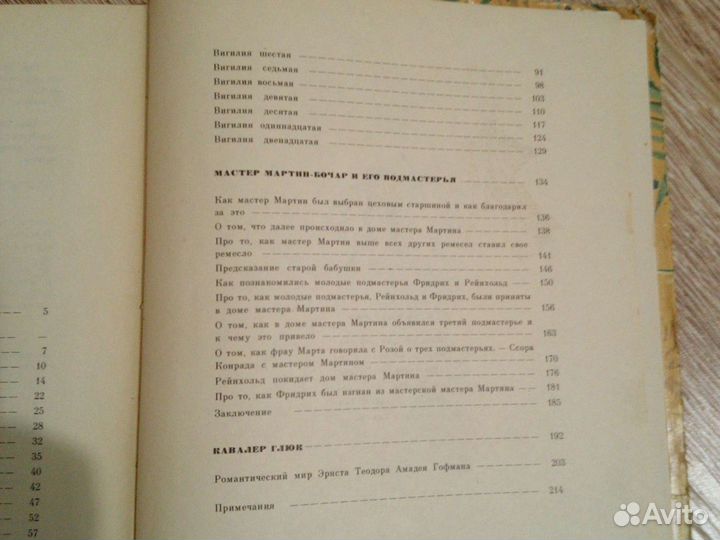 5
7
10
14
22
25
28
32
35
40
42
47
52
57
Вигилия шестая 91
Вигилия седьмая 98
Вигилия восьмая 103
Вигилия девятая 110
Вигилия десятая 117
Вигилия одиннадцатая 124
Вигилия двенадцатая 129
МАСТЕР МАРТИН-БОЧАР И ЕГО ПОДМАСТЕРЬЯ 134
Как мастер Мартин был выбран цеховым старшиной и как благодарил
за это 136
О том, что далее происходило в доме мастера Мартина 138
Про то, как мастер Мартин выше всех других ремесел ставил свое
ремесло 141
Предсказание старой бабушки 146
Как познакомились молодые подмастерья Фридрих и Рейнхольд 150
Про то, как молодые подмастерья, Рейнхольд и Фридрих, были приняты
в доме мастера Мартина 156
О том, как в доме мастера Мартина объявился третий подмастерье и
к чему это привело 163
О том, как фрау Марта говорила с Розой о трех подмастерьях. — Ссора
Конрада с мастером Мартином 170
Рейнхольд покидает дом мастера Мартина 176
Про то, как Фридрих был изгнан из мастерской мастера Мартина 181
Заключение 185
КАВАЛЕР ГЛЮК 192
Романтический мир Эрнста Теодора Амадея Гофмана 203
Примечания 214
Avito